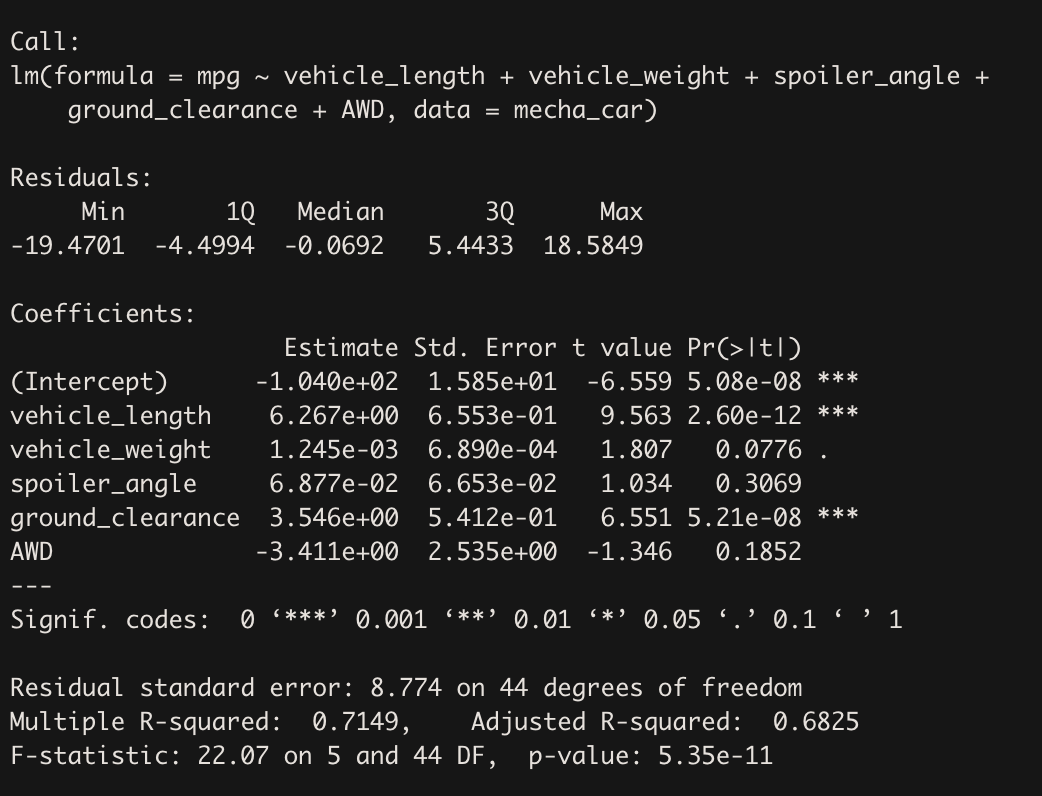 Call:
lm(formula = mpg ~ vehicle_length + vehicle_weight + spoiler_angle +
    ground_clearance + AWD, data = mecha_car)

Residuals:
     Min       1Q   Median       3Q      Max
-19.4701  -4.4994  -0.0692   5.4433  18.5849

Coefficients:
                   Estimate Std. Error t value Pr(>|t|)
(Intercept)      -1.040e+02  1.585e+01  -6.559 5.08e-08 ***
vehicle_length    6.267e+00  6.553e-01   9.563 2.60e-12 ***
vehicle_weight    1.245e-03  6.890e-04   1.807   0.0776 .
spoiler_angle     6.877e-02  6.653e-02   1.034   0.3069
ground_clearance  3.546e+00  5.412e-01   6.551 5.21e-08 ***
AWD              -3.411e+00  2.535e+00  -1.346   0.1852
---
Signif. codes:  0 ‘***’ 0.001 ‘**’ 0.01 ‘*’ 0.05 ‘.’ 0.1 ‘ ’ 1

Residual standard error: 8.774 on 44 degrees of freedom
Multiple R-squared:  0.7149,    Adjusted R-squared:  0.6825
F-statistic: 22.07 on 5 and 44 DF,  p-value: 5.35e-11